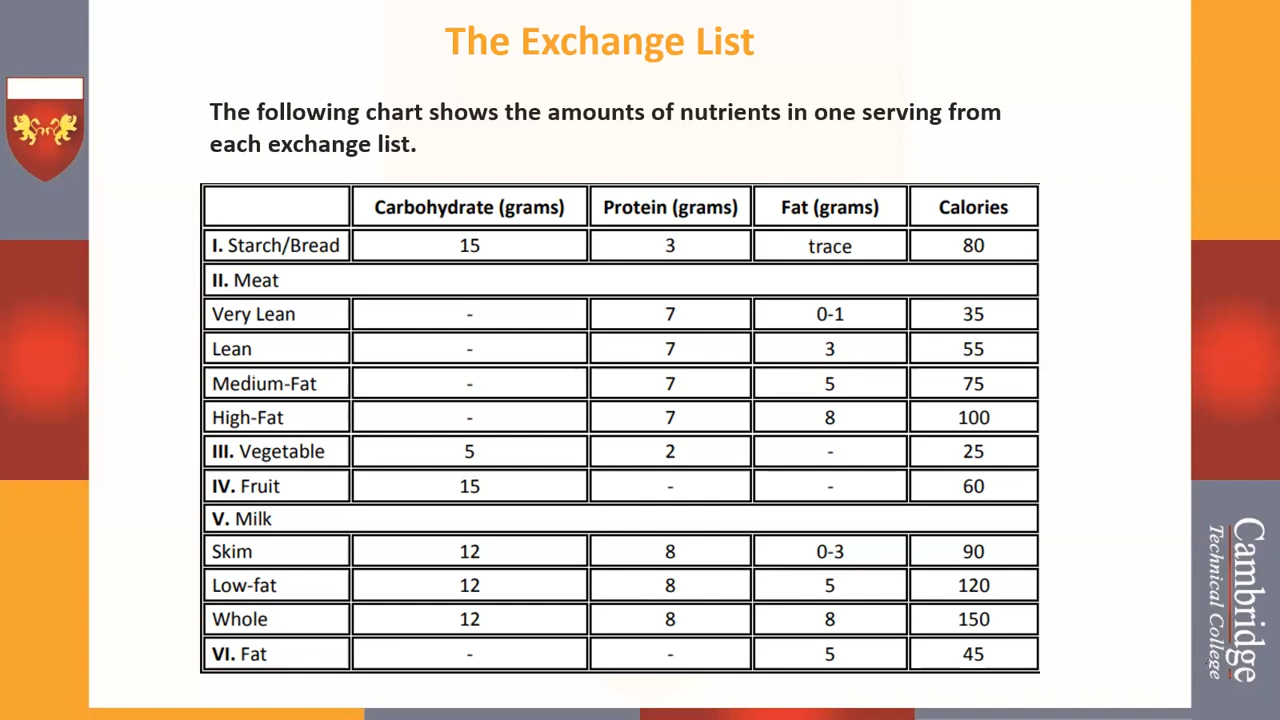 The Exchange List
The following chart shows the amounts of nutrients in one serving from
each exchange list.
Carbohydrate (grams) Protein (grams) Fat (grams) Calories
I. Starch/Bread 15 3 trace 80
II. Meat
Very Lean - 7 0-1 35
Lean - 7 3 55
Medium-Fat - 7 5 75
High-Fat - 7 8 100
III. Vegetable 5 2 - 25
IV. Fruit 15 - - 60
V. Milk
Skim 12 8 0-3 90
Low-fat 12 8 5 120
Whole 12 8 8 150
VI. Fat - - 5 45
Cambridge
Technical College